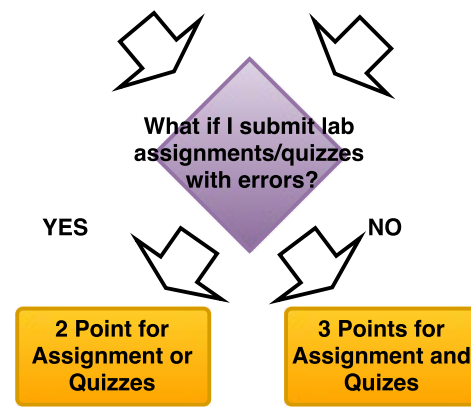 What if I submit lab
assignments/quizzes
with errors?
YES
NO
2 Point for
Assignment or
Quizzes
3 Points for
Assignment and
Quizes